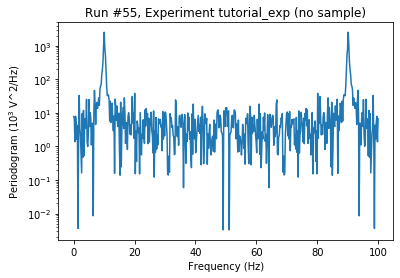 Run #55, Experiment tutorial_exp (no sample)
Periodogram (10³ V^2/Hz)
10³
10²
10¹
10⁰
10⁻¹
10⁻²
0 20 40 60 80 100
Frequency (Hz)